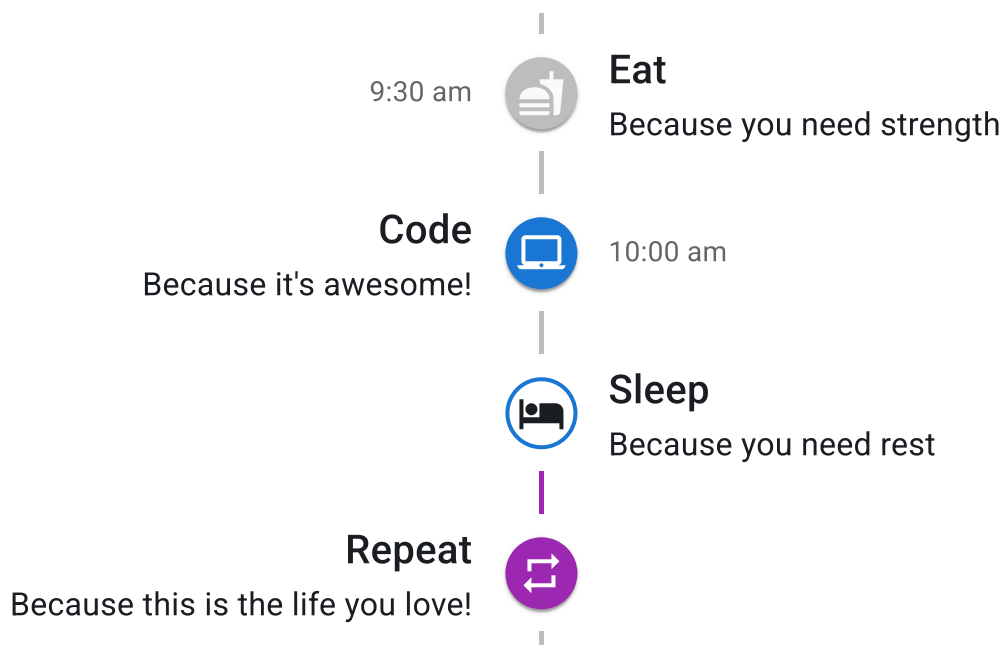 9:30 am
Eat
Because you need strength
Code
Because it's awesome!
10:00 am
Sleep
Because you need rest
Repeat
Because this is the life you love!